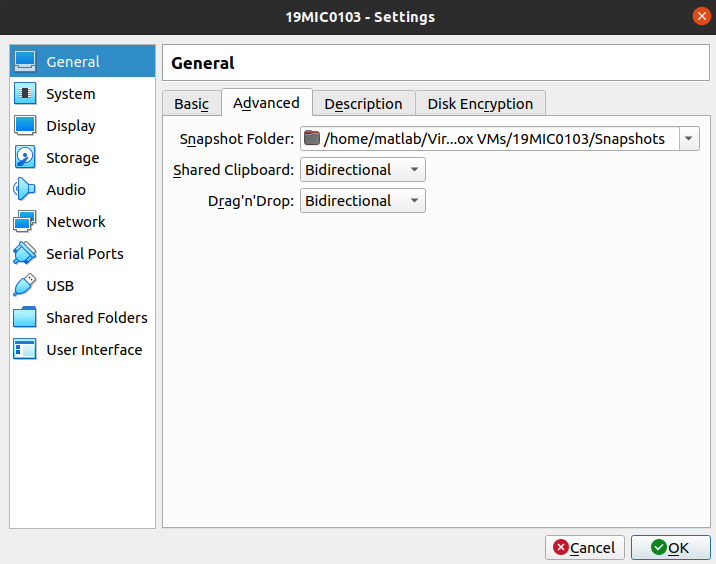 19MIC0103 - Settings
General
System
Display
Storage
Audio
Network
Serial Ports
USB
Shared Folders
User Interface
General
Basic Advanced Description Disk Encryption
Snapshot Folder: /home/matlab/Vir...ox VMs/19MIC0103/Snapshots
Shared Clipboard: Bidirectional
Drag'n'Drop: Bidirectional
Cancel OK